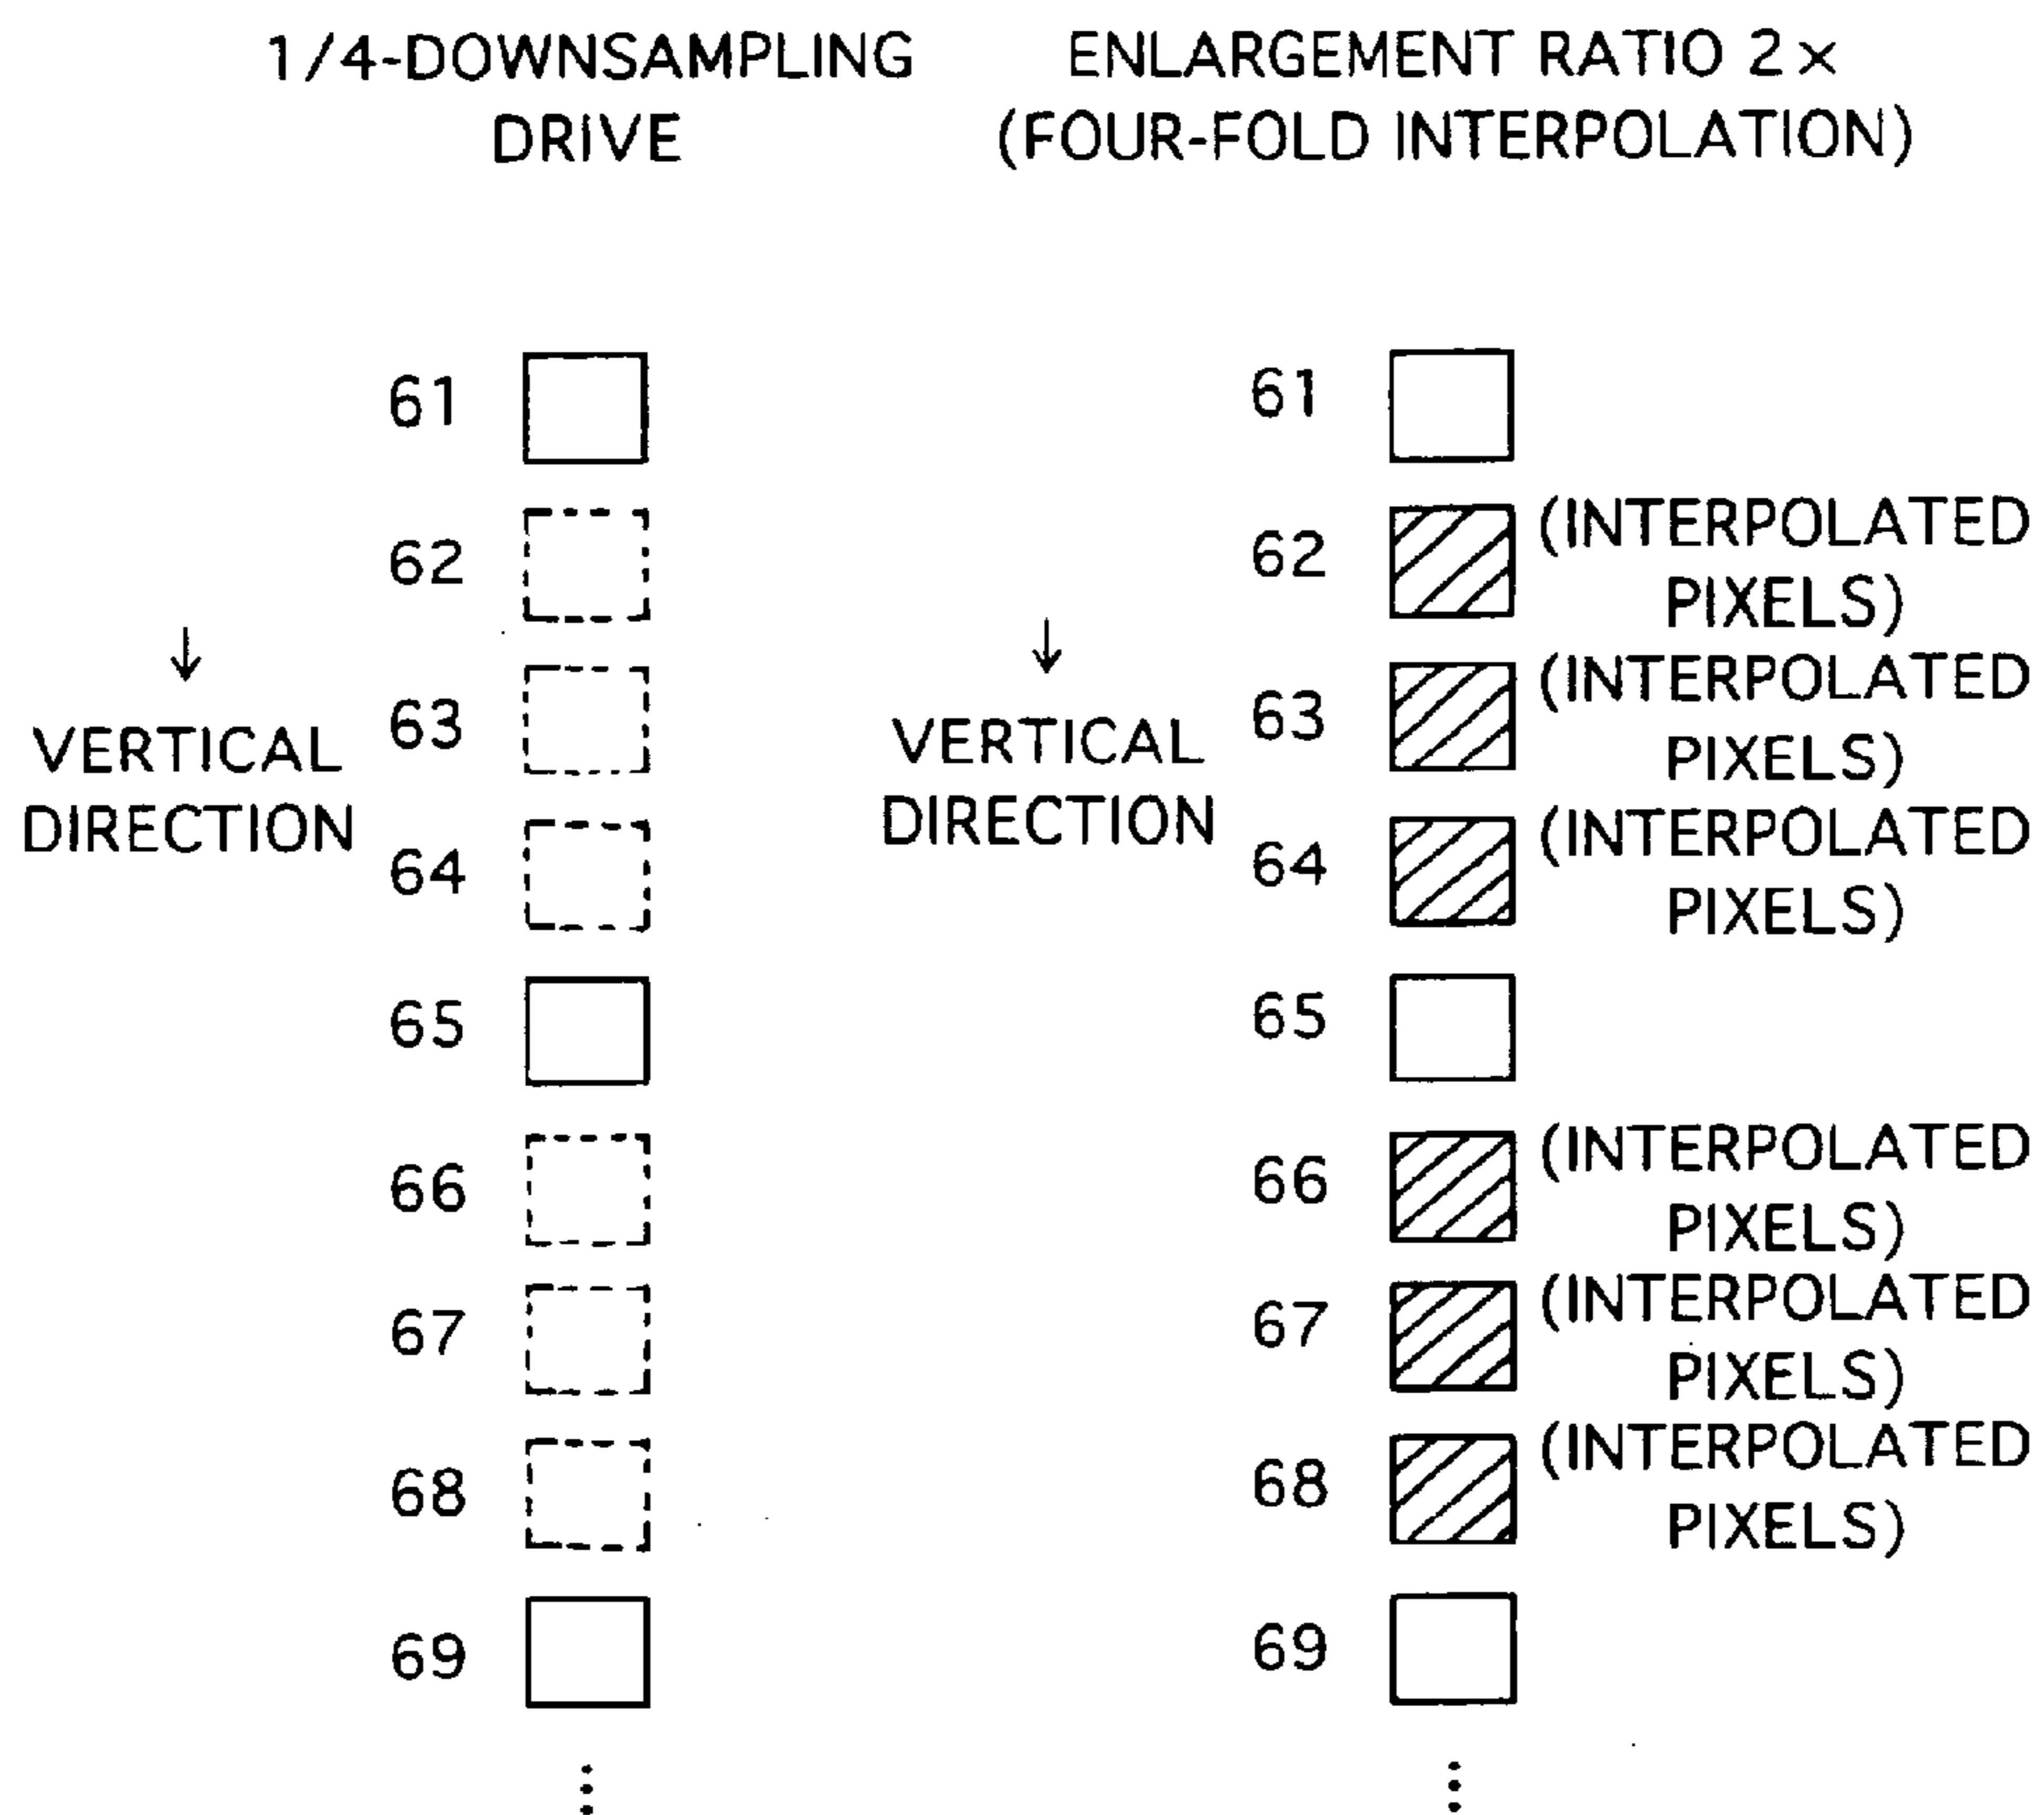 1/4-DOWNSAMPLING
DRIVE
ENLARGEMENT RATIO 2×
(FOUR-FOLD INTERPOLATION)
61
62
63
64
65
66
67
68
69
↓
VERTICAL
DIRECTION
⋮
↓
VERTICAL
DIRECTION
61
62 (INTERPOLATED
PIXELS)
63 (INTERPOLATED
PIXELS)
64 (INTERPOLATED
PIXELS)
65
66 (INTERPOLATED
PIXELS)
67 (INTERPOLATED
PIXELS)
68 (INTERPOLATED
PIXELS)
69
⋮